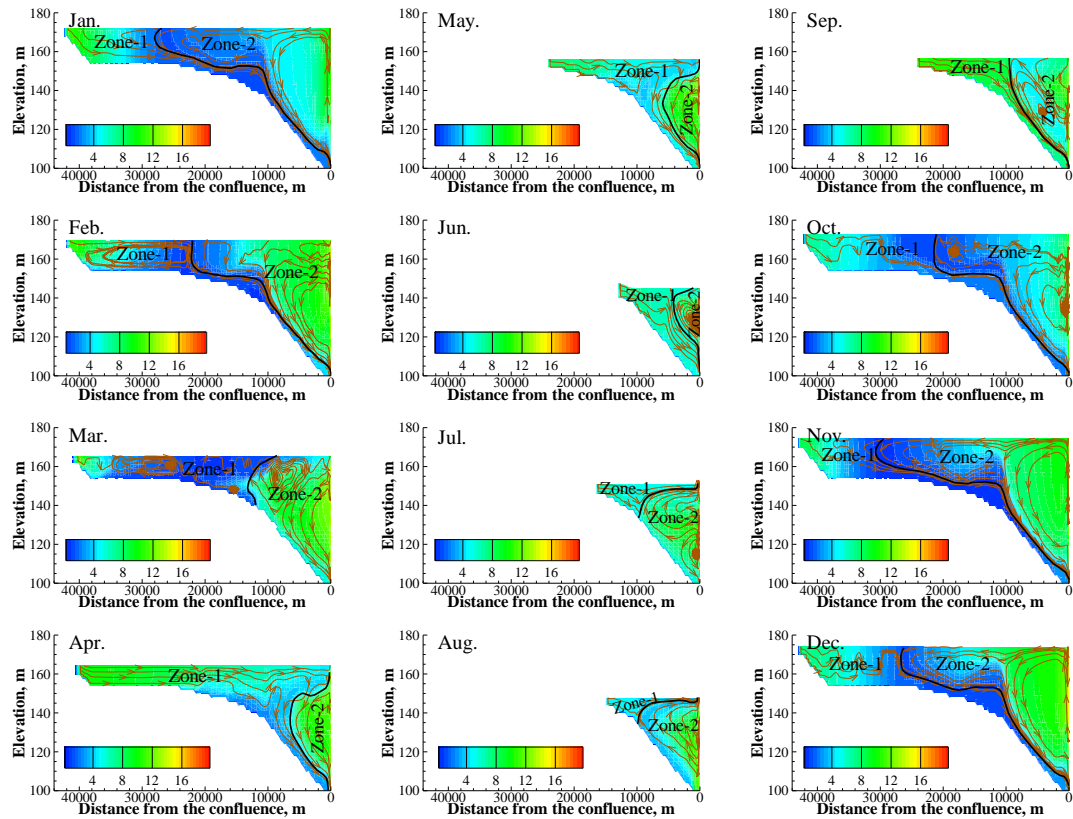 Jan.
180
160
140
120
100
Elevation, m
Zone-1
Zone-2
4 8 12 16
40000 30000 20000 10000 0
Distance from the confluence, m
May.
180
160
140
120
100
Elevation, m
Zone-1
Zone-2
4 8 12 16
40000 30000 20000 10000 0
Distance from the confluence, m
Sep.
180
160
140
120
100
Elevation, m
Zone-1
Zone-2
4 8 12 16
40000 30000 20000 10000 0
Distance from the confluence, m
Feb.
180
160
140
120
100
Elevation, m
Zone-1
Zone-2
4 8 12 16
40000 30000 20000 10000 0
Distance from the confluence, m
Jun.
180
160
140
120
100
Elevation, m
Zone-1
Zone-2
4 8 12 16
40000 30000 20000 10000 0
Distance from the confluence, m
Oct.
180
160
140
120
100
Elevation, m
Zone-1
Zone-2
4 8 12 16
40000 30000 20000 10000 0
Distance from the confluence, m
Mar.
180
160
140
120
100
Elevation, m
Zone-1
Zone-2
4 8 12 16
40000 30000 20000 10000 0
Distance from the confluence, m
Jul.
180
160
140
120
100
Elevation, m
Zone-1
Zone-2
4 8 12 16
40000 30000 20000 10000 0
Distance from the confluence, m
Nov.
180
160
140
120
100
Elevation, m
Zone-1
Zone-2
4 8 12 16
40000 30000 20000 10000 0
Distance from the confluence, m
Apr.
180
160
140
120
100
Elevation, m
Zone-1
Zone-2
4 8 12 16
40000 30000 20000 10000 0
Distance from the confluence, m
Aug.
180
160
140
120
100
Elevation, m
Zone-1
Zone-2
4 8 12 16
40000 30000 20000 10000 0
Distance from the confluence, m
Dec.
180
160
140
120
100
Elevation, m
Zone-1
Zone-2
4 8 12 16
40000 30000 20000 10000 0
Distance from the confluence, m